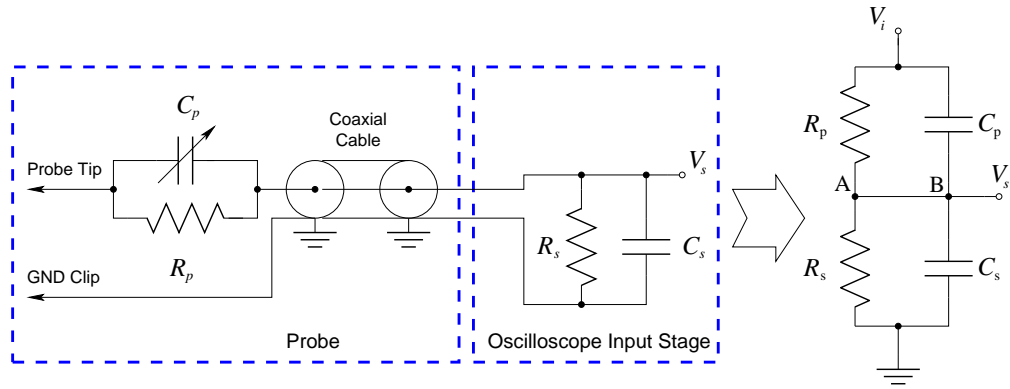 V_i
C_p
Coaxial
Cable
Probe Tip
R_p
GND Clip
Probe
V_s
R_s
C_s
Oscilloscope Input Stage
R_p
C_p
A
B
V_s
R_s
C_s